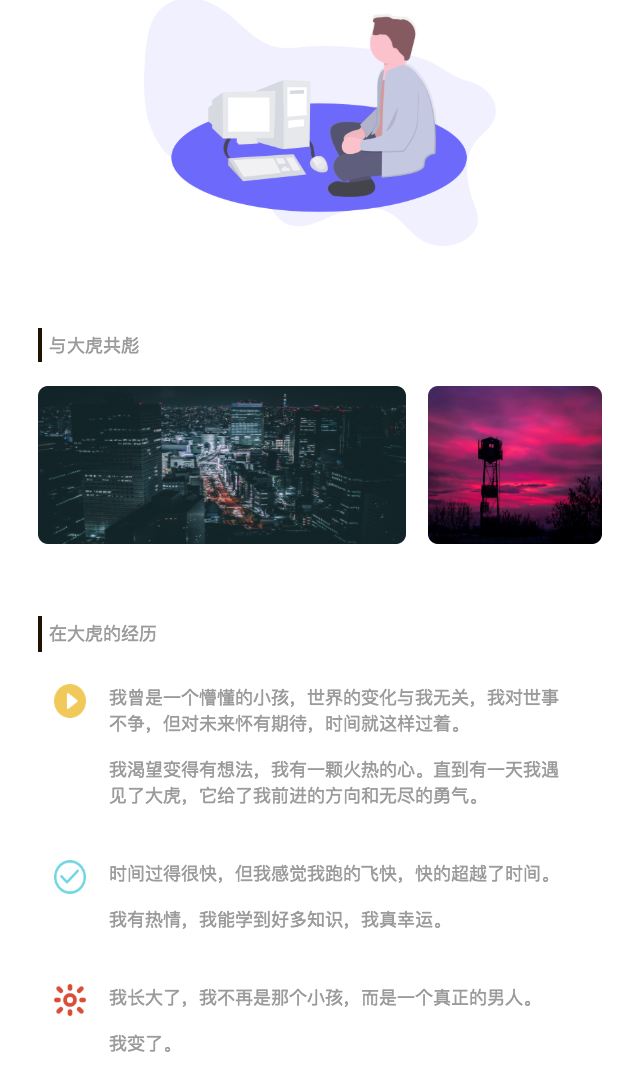 与大虎共彪
在大虎的经历
我曾是一个懵懂的小孩，世界的变化与我无关，我对世事
不争，但对未来怀有期待，时间就这样过着。
我渴望变得有想法，我有一颗火热的心。直到有一天我遇
见了大虎，它给了我前进的方向和无尽的勇气。
时间过得很快，但我感觉我跑的飞快，快的超越了时间。
我有热情，我能学到好多知识，我真幸运。
我长大了，我不再是那个小孩，而是一个真正的男人。
我变了。